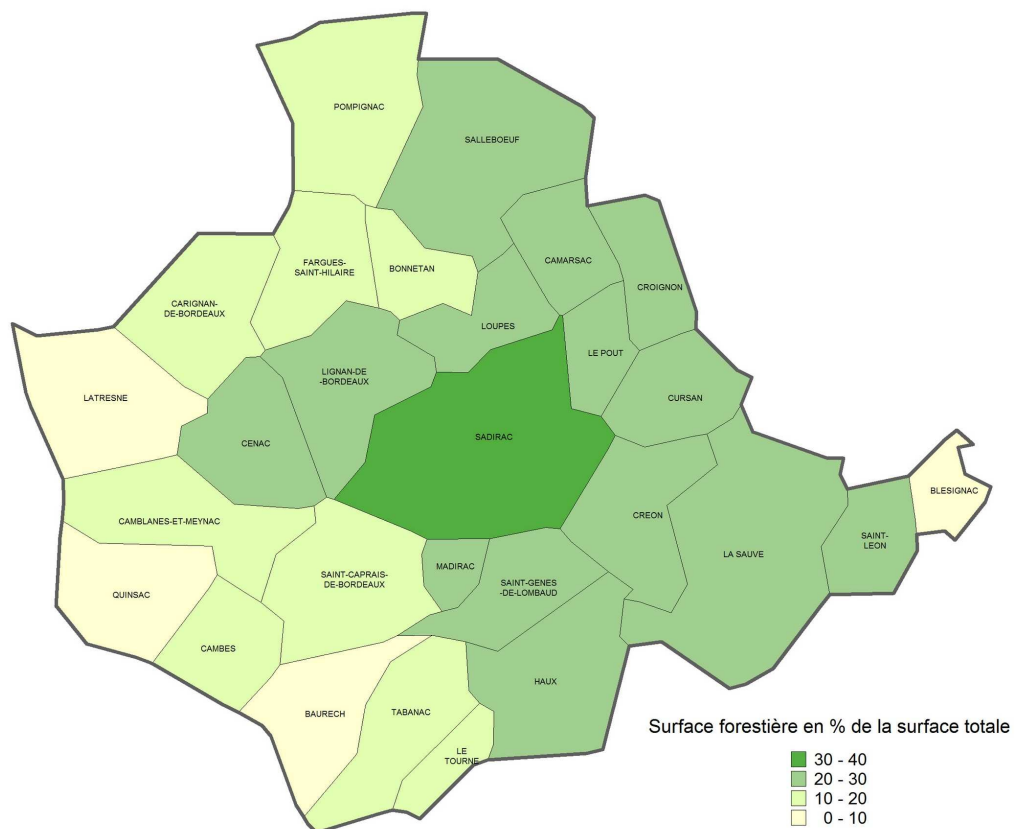 POMPIGNAC
SALLEBOEUF
CAMARSAC
FARGUES-
SAINT-HILAIRE
BONNETAN
CROIGNON
CARIGNAN-
DE-BORDEAUX
LOUPES
LE POUT
LIGNAN-DE
-BORDEAUX
LATRESNE
CURSAN
CENAC
SADIRAC
BLESIGNAC
CAMBLANES-ET-MEYNAC
CREON
SAINT-
LEON
LA SAUVE
MADIRAC
SAINT-CAPRAIS-
DE-BORDEAUX
SAINT-GENES
-DE-LOMBAUD
QUINSAC
CAMBES
HAUX
BAURECH
TABANAC
LE
TOURNE
Surface forestière en % de la surface totale
30 - 40
20 - 30
10 - 20
0 - 10